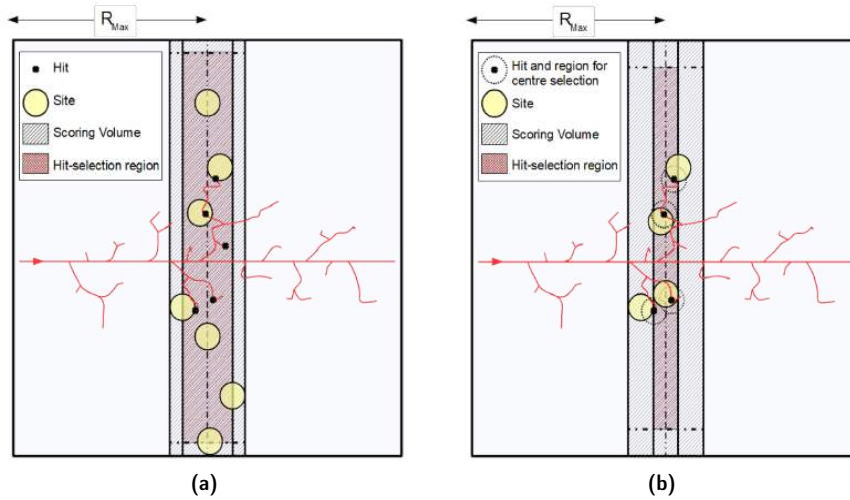 R_Max
Hit
Site
Scoring Volume
Hit-selection region
(a)
R_Max
Hit and region for
centre selection
Site
Scoring Volume
Hit-selection region
(b)